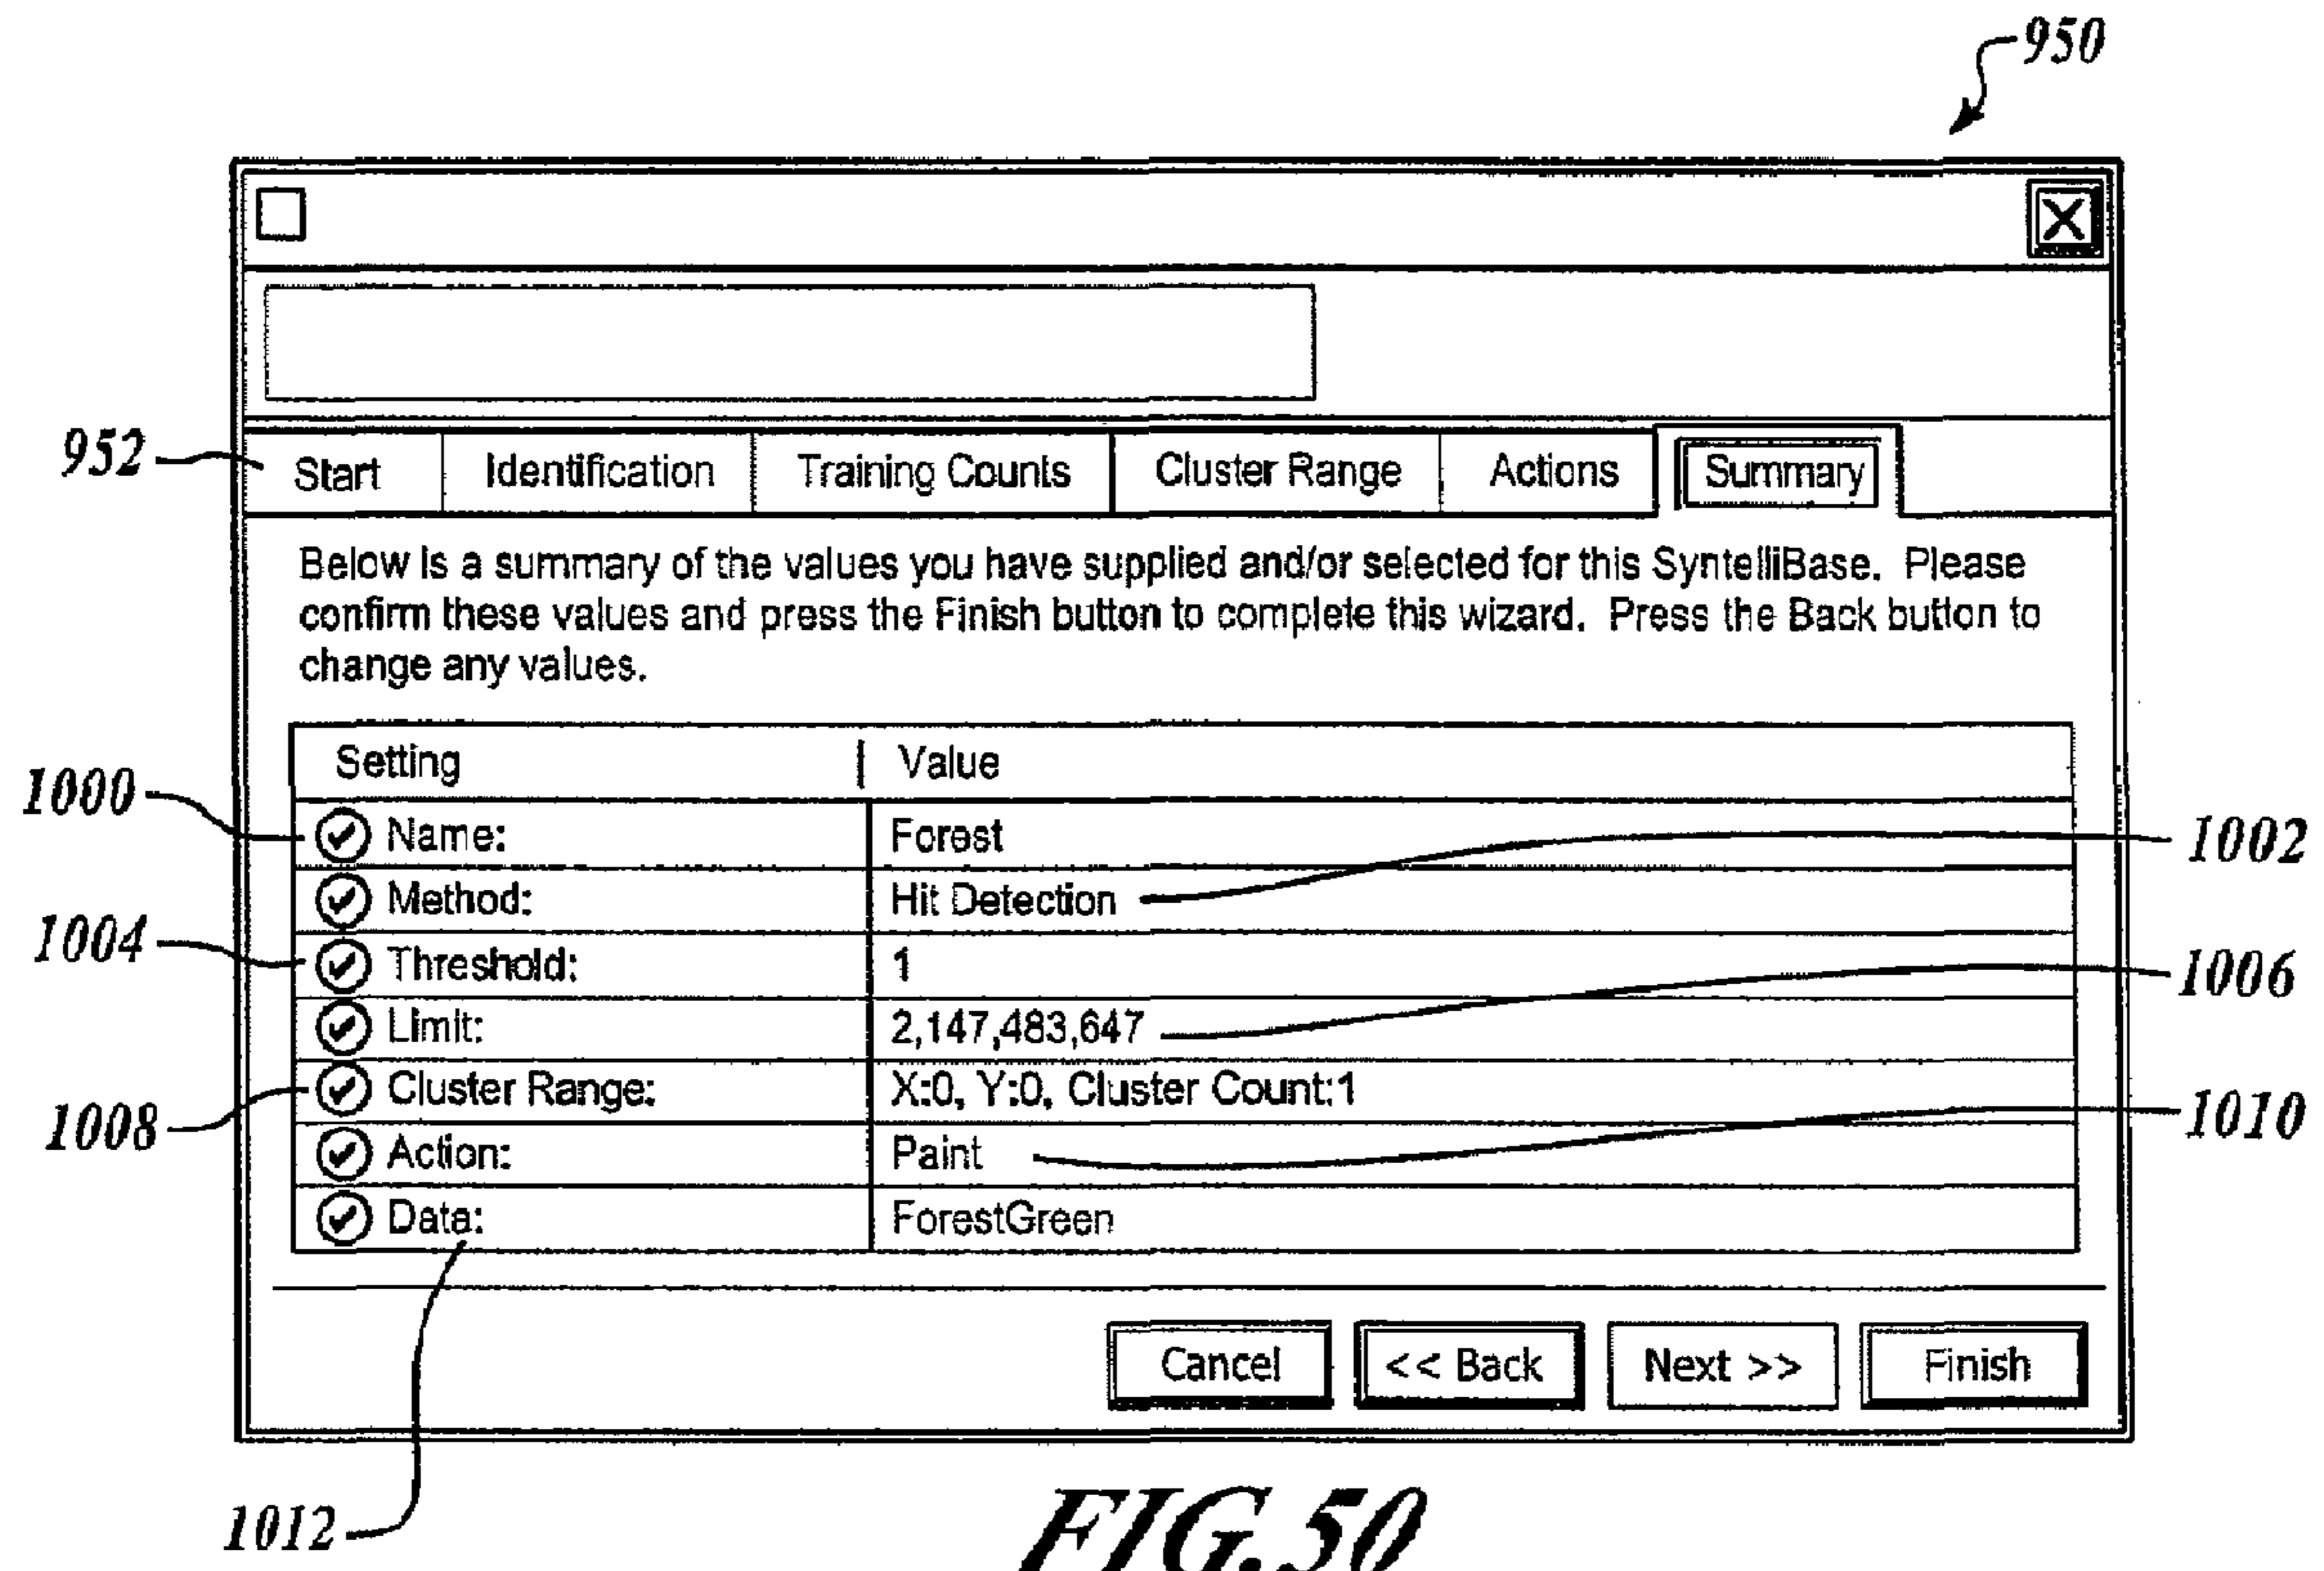 950
952
Start Identification Training Counts Cluster Range Actions Summary
Below is a summary of the values you have supplied and/or selected for this SyntelliBase. Please
confirm these values and press the Finish button to complete this wizard. Press the Back button to
change any values.
Setting Value
1000 Name: Forest 1002
Method: Hit Detection
1004 Threshold: 1 1006
Limit: 2,147,483,647
1008 Cluster Range: X:0, Y:0, Cluster Count:1 1010
Action: Paint
Data: ForestGreen
Cancel << Back Next >> Finish
1012
FIG.50